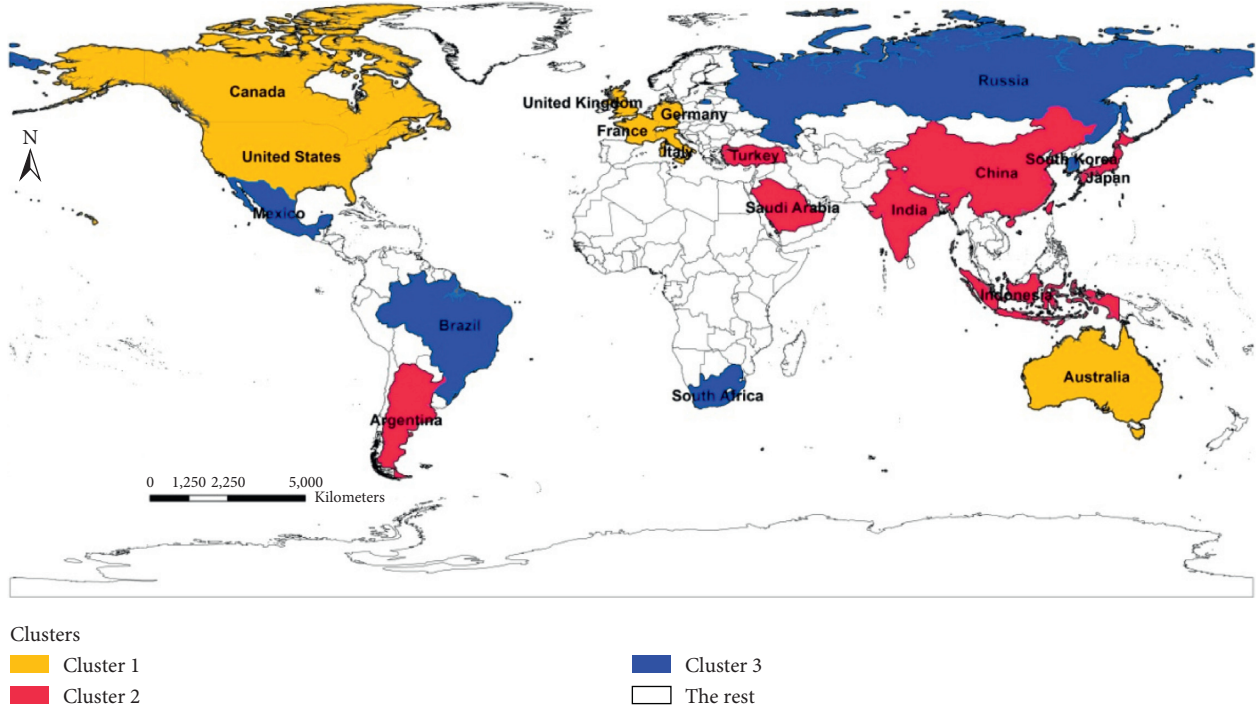 Canada
United Kingdom
Germany
Russia
N
France
United States
Italy
Turkey
South Korea
China
Japan
Mexico
Saudi Arabia
India
Indonesia
Brazil
Australia
South Africa
Argentina
0 1,250 2,250 5,000
Kilometers
Clusters
Cluster 1
Cluster 2
Cluster 3
The rest